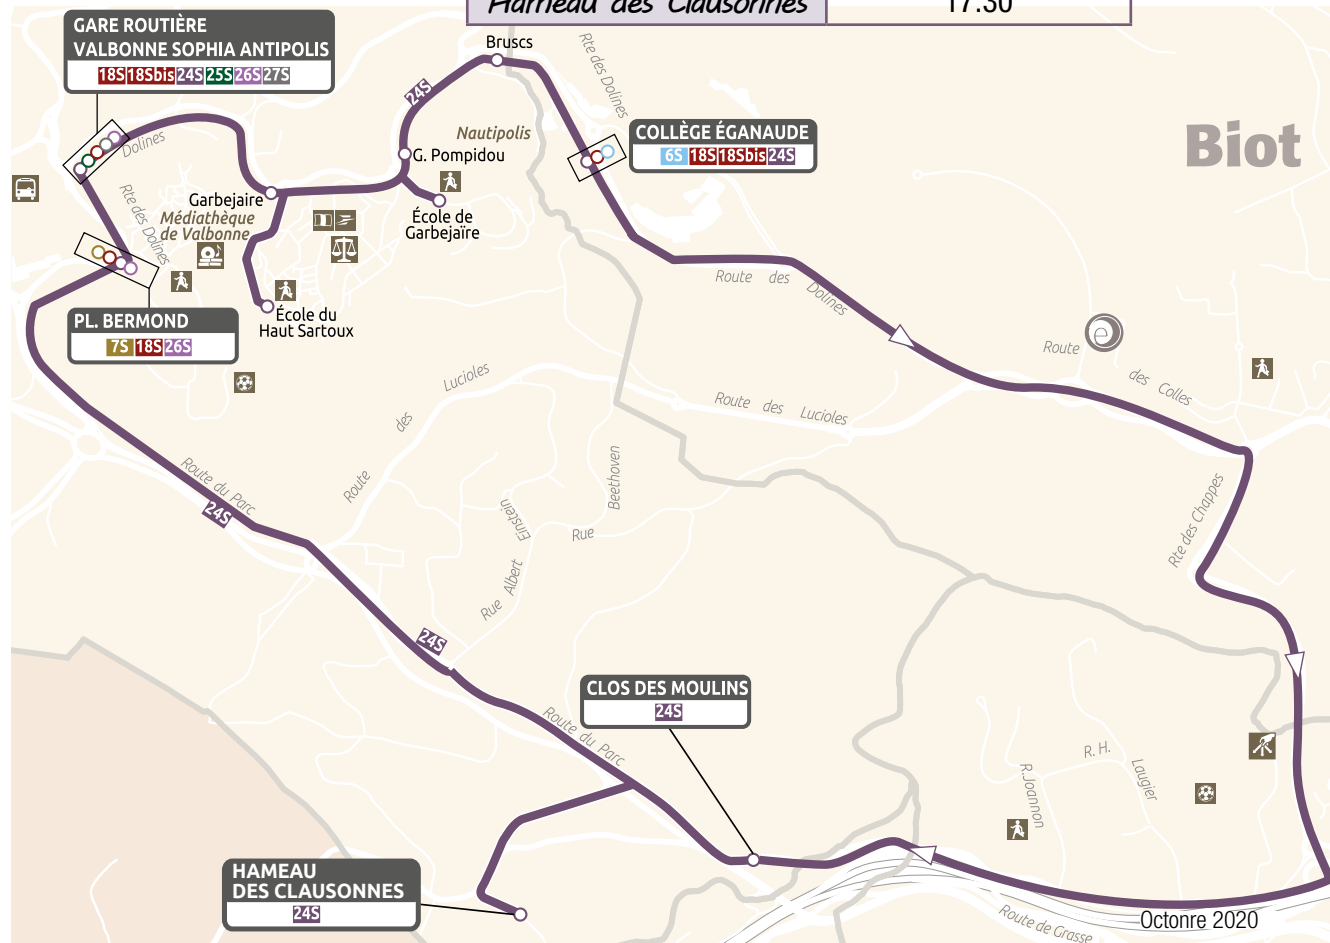 Hameau des Clausonnes 17:30
GARE ROUTIÈRE
VALBONNE SOPHIA ANTIPOLIS
18S 18Sbis 24S 25S 26S 27S
Bruscs
24S
Rte des Dolines
Nautipolis
COLLÈGE ÉGANAUDE
6S 18S 18Sbis 24S
Biot
Dolines
G. Pompidou
Rte des Dolines
Garbejaire
Médiathèque
de Valbonne
École de
Garbejaïre
PL. BERMOND
7S 18S 26S
École du
Haut Sartoux
Route des Dolines
e
Route des Colles
Route des Lucioles
Route des Lucioles
Route du Parc
24S
Rue Beethoven
Einstein
Rue Albert
Rte des Chappes
24S
CLOS DES MOULINS
24S
Route du Parc
R. H. Laugier
R.Joannon
HAMEAU
DES CLAUSONNES
24S
Route de Grasse
Octonre 2020